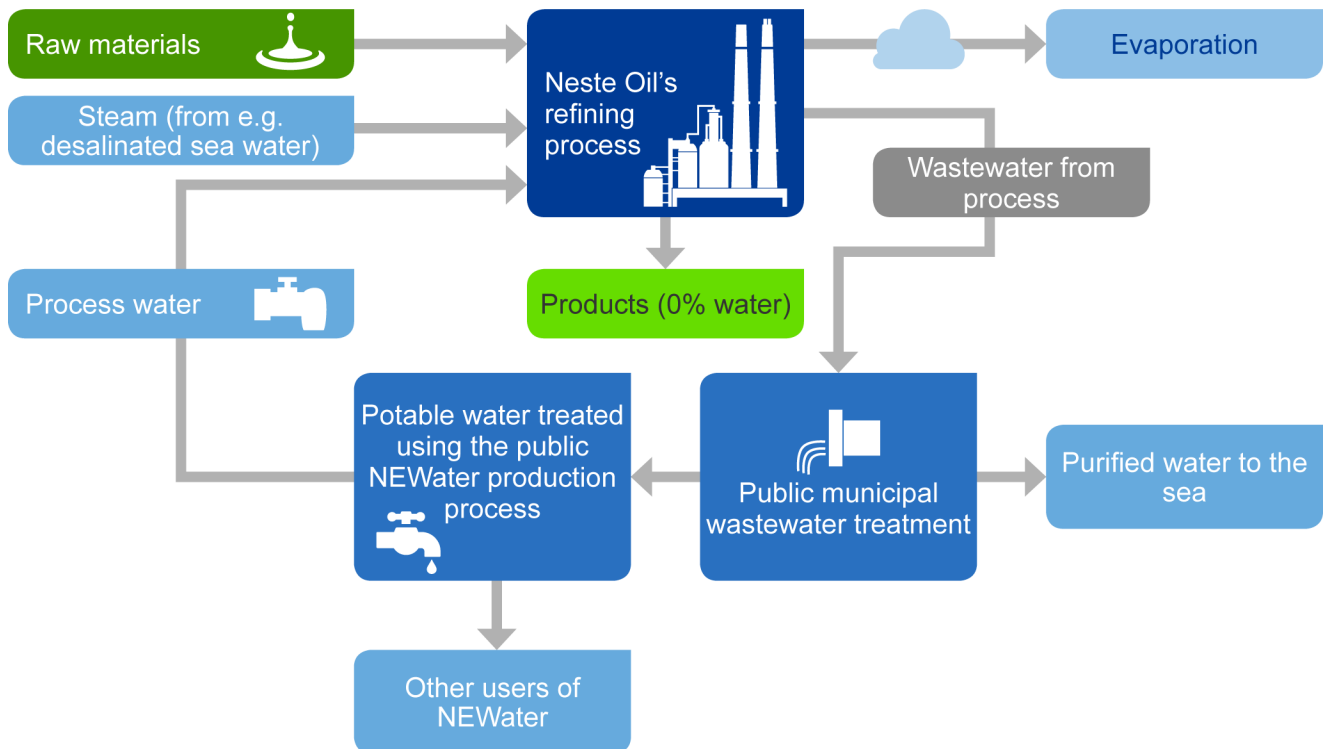 Raw materials
Steam (from e.g.
desalinated sea water)
Process water
Neste Oil’s
refining
process
Evaporation
Wastewater from
process
Products (0% water)
Potable water treated
using the public
NEWater production
process
Public municipal
wastewater treatment
Purified water to the
sea
Other users of
NEWater